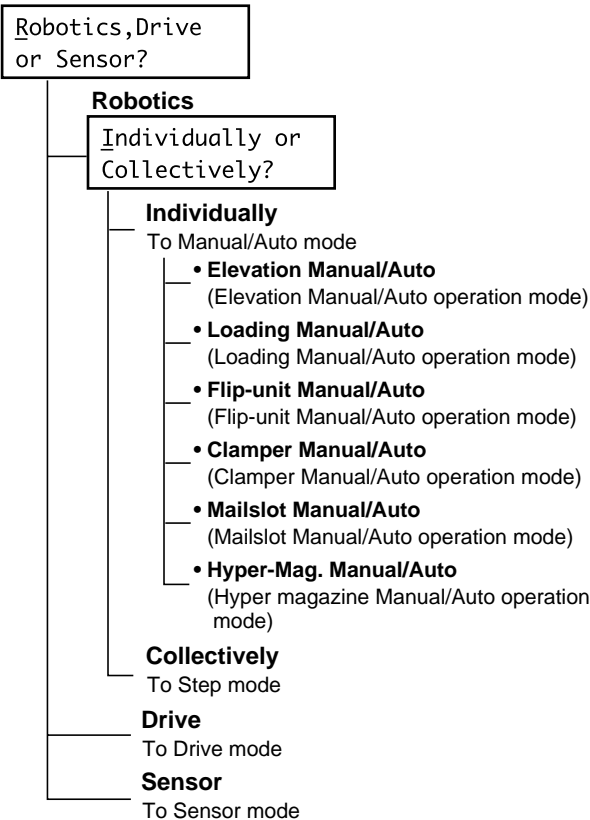 Robotics,Drive
or Sensor?
Robotics
Individually or
Collectively?
Individually
To Manual/Auto mode
• Elevation Manual/Auto
(Elevation Manual/Auto operation mode)
• Loading Manual/Auto
(Loading Manual/Auto operation mode)
• Flip-unit Manual/Auto
(Flip-unit Manual/Auto operation mode)
• Clamper Manual/Auto
(Clamper Manual/Auto operation mode)
• Mailslot Manual/Auto
(Mailslot Manual/Auto operation mode)
• Hyper-Mag. Manual/Auto
(Hyper magazine Manual/Auto operation
mode)
Collectively
To Step mode
Drive
To Drive mode
Sensor
To Sensor mode